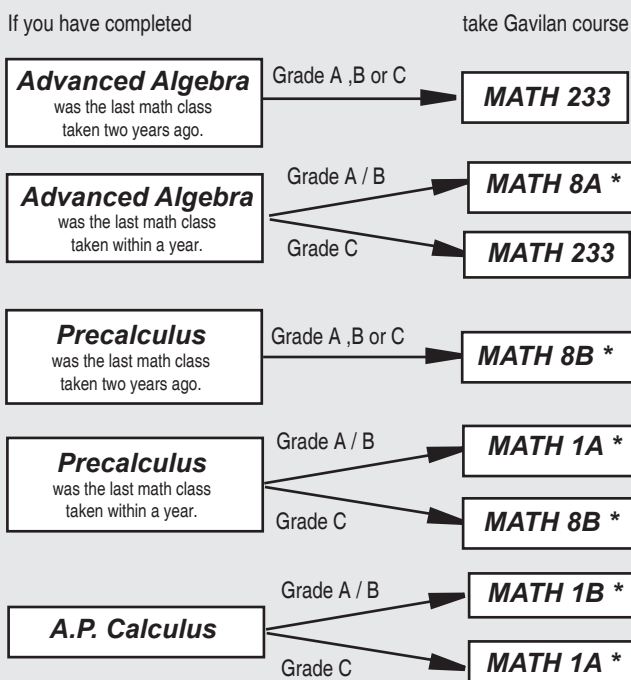 If you have completed take Gavilan course
Advanced Algebra
was the last math class
taken two years ago.
Grade A ,B or C
MATH 233
Advanced Algebra
was the last math class
taken within a year.
Grade A / B
MATH 8A *
Grade C
MATH 233
Precalculus
was the last math class
taken two years ago.
Grade A ,B or C
MATH 8B *
Precalculus
was the last math class
taken within a year.
Grade A / B
MATH 1A *
Grade C
MATH 8B *
A.P. Calculus
Grade A / B
MATH 1B *
Grade C
MATH 1A *